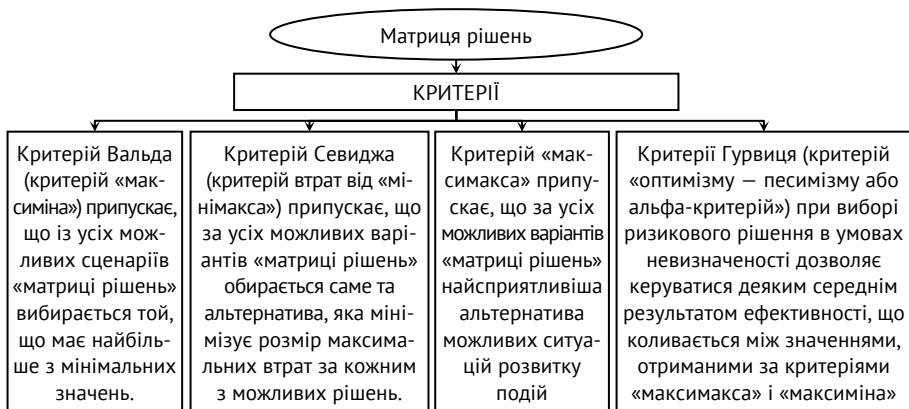 Матриця рішень
КРИТЕРІЇ
Критерій Вальда
(критерій «мак-
симіна») припускає,
що із усіх мож-
ливих сценаріїв
«матриці рішень»
вибирається той,
що має найбіль-
ше з мінімальних
значень.
Критерій Севиджа
(критерій втрат від «мі-
німакса») припускає, що
за усіх можливих варі-
антів «матриці рішень»
обирається саме та
альтернатива, яка міні-
мізує розмір максима-
льних втрат за кожним
з можливих рішень.
Критерій «мак-
симакса» припу-
скає, що за усіх
можливих варіантів
«матриці рішень»
найсприятливіша
альтернатива
можливих ситуа-
цій розвитку
подій
Критерії Гурвиця (критерій
«оптимізму — песимізму або
альфа-критерій») при виборі
ризикового рішення в умовах
невизначеності дозволяє
керуватися деяким середнім
результатом ефективності, що
коливається між значеннями,
отриманими за критеріями
«максимакса» і «максиміна»